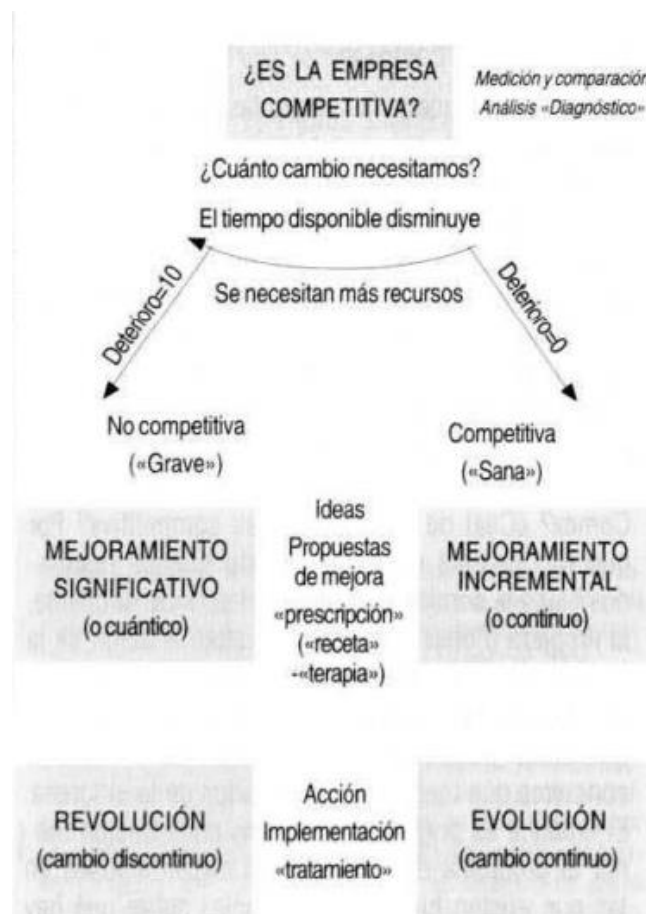 ¿ES LA EMPRESA
COMPETITIVA?
Medición y comparación
Análisis «Diagnóstico»
¿Cuánto cambio necesitamos?
El tiempo disponible disminuye
Se necesitan más recursos
Deterioro=10
Deterioro=0
No competitiva
(«Grave»)
Competitiva
(«Sana»)
MEJORAMIENTO
SIGNIFICATIVO
(o cuántico)
Ideas
Propuestas
de mejora
«prescripción»
(«receta»
-«terapia»)
MEJORAMIENTO
INCREMENTAL
(o continuo)
REVOLUCIÓN
(cambio discontinuo)
Acción
Implementación
«tratamiento»
EVOLUCIÓN
(cambio contínuo)